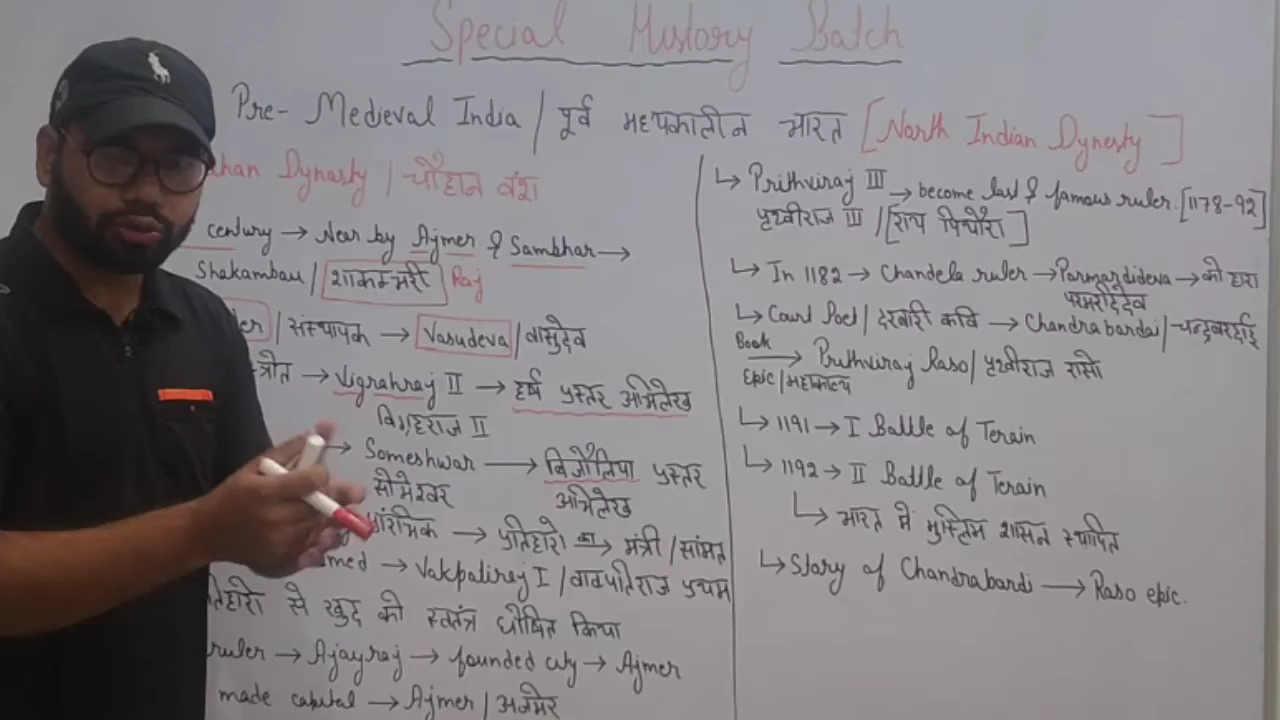 Special History Batch
Pre- Medieval India / पूर्व मध्यकालीन भारत [North Indian Dynesty]
han Dynasty / चौहान वंश
century → Near by Ajmer & Sambhar →
Shakambari / शाकम्भरी Raj
er / संस्थापक → Vasudeva / वासुदेव
स्त्रोत → Vigrahraj II → हर्ष प्रस्तर अभिलेख
विग्रहराज II
→ Someshwar → बिजौलिया प्रस्तर
सोमेश्वर अभिलेख
प्रारंभिक → प्रतिहारो का → मंत्री / सांमत
med → Vakpatiraj I / वाक्पतिराज प्रथम
तिहारो से खुद को स्वतंत्र घोषित किया
ruler → Ajayraj → founded city → Ajmer
made capital → Ajmer / अजमेर
↳ Prithviraj III → become last & famous ruler. [1178-92]
पृथ्वीराज III / [राय पिथौरा]
↳ In 1182 → Chandela ruler → Parmardideva → को हारा
परमर्दिदेव
↳ Court Poet / दरबारी कवि → Chandrabardai / चन्द्रबरदाई
Book → Prithviraj Raso / पृथ्वीराज रासो
Epic / महाकाव्य
↳ 1191 → I Battle of Terain
↳ 1192 → II Battle of Terain
↳ भारत में मुस्लिम शासन स्थापित
↳ Story of Chandrabardi → Raso epic.